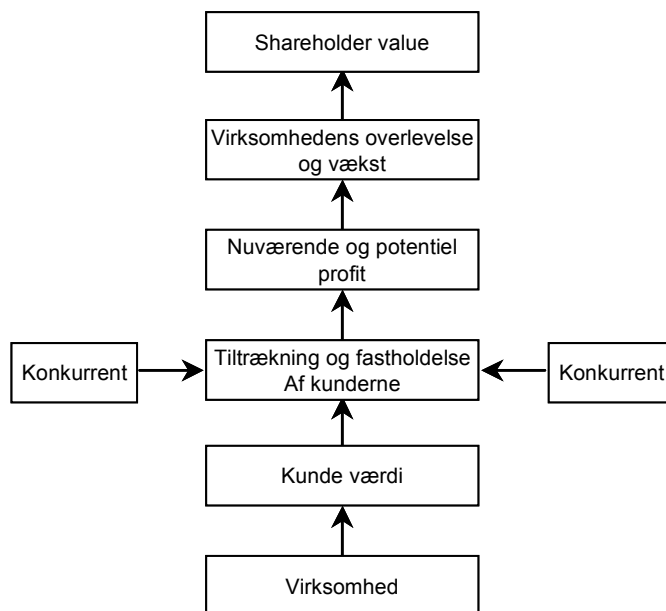 Shareholder value
Virksomhedens overlevelse
og vækst
Nuværende og potentiel
profit
Konkurrent
Tiltrækning og fastholdelse
Af kunderne
Konkurrent
Kunde værdi
Virksomhed